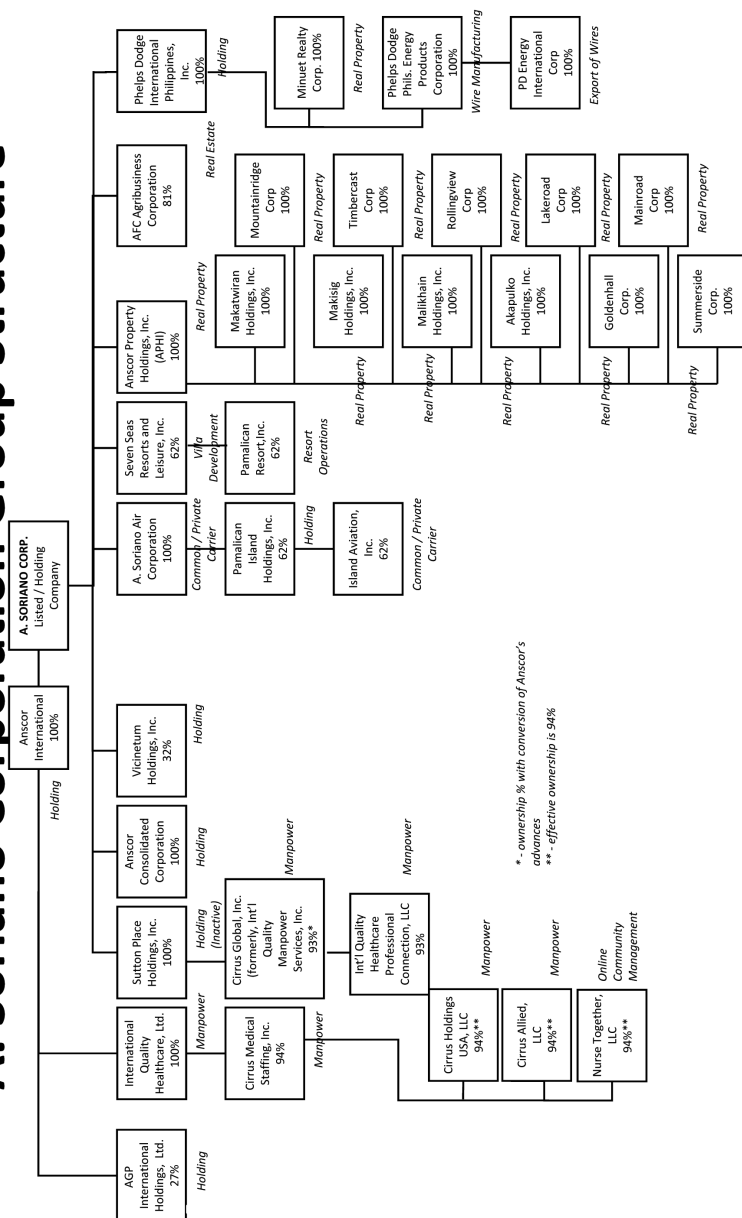 A. Soriano Corporation Group Structure
A. SORIANO CORP.
Listed / Holding
Company
Anscor
International
100%
Holding
AGP
International
Holdings, Ltd.
27%
Holding
International
Quality
Healthcare, Ltd.
100%
Manpower
Cirrus Medical
Staffing, Inc.
94%
Manpower
Cirrus Holdings
USA, LLC
94%**
Manpower
Cirrus Allied,
LLC
94%**
Manpower
Nurse Together,
LLC
94%**
Online
Community
Management
Sutton Place
Holdings, Inc.
100%
Holding
(Inactive)
Cirrus Global, Inc.
(formerly, Int'l
Quality
Manpower
Services, Inc.
93%*
Manpower
Int'l Quality
Healthcare
Professional
Connection, LLC
93%
Manpower
Anscor
Consolidated
Corporation
100%
Holding
Vicinetum
Holdings, Inc.
32%
Holding
* - ownership % with conversion of Anscor's
advances
** - effective ownership is 94%
A. Soriano Air
Corporation
100%
Common / Private
Carrier
Pamalican
Island
Holdings, Inc.
62%
Holding
Island Aviation,
Inc.
62%
Common / Private
Carrier
Seven Seas
Resorts and
Leisure, Inc.
62%
Villa
Development
Pamalican
Resort,Inc.
62%
Resort
Operations
Anscor Property
Holdings, Inc.
(APHI)
100%
Real Property
Makatwiran
Holdings, Inc.
100%
Real Property
Makisig
Holdings, Inc.
100%
Real Property
Malikhain
Holdings, Inc.
100%
Real Property
Akapulko
Holdings, Inc.
100%
Real Property
Goldenhall
Corp.
100%
Real Property
Summerside
Corp.
100%
AFC Agribusiness
Corporation
81%
Real Estate
Mountainridge
Corp
100%
Real Property
Timbercast
Corp
100%
Real Property
Rollingview
Corp
100%
Real Property
Lakeroad
Corp
100%
Real Property
Mainroad
Corp
100%
Real Property
Phelps Dodge
International
Philippines,
Inc.
100%
Holding
Minuet Realty
Corp. 100%
Real Property
Phelps Dodge
Phils. Energy
Products
Corporation
100%
Wire Manufacturing
PD Energy
International
Corp
100%
Export of Wires